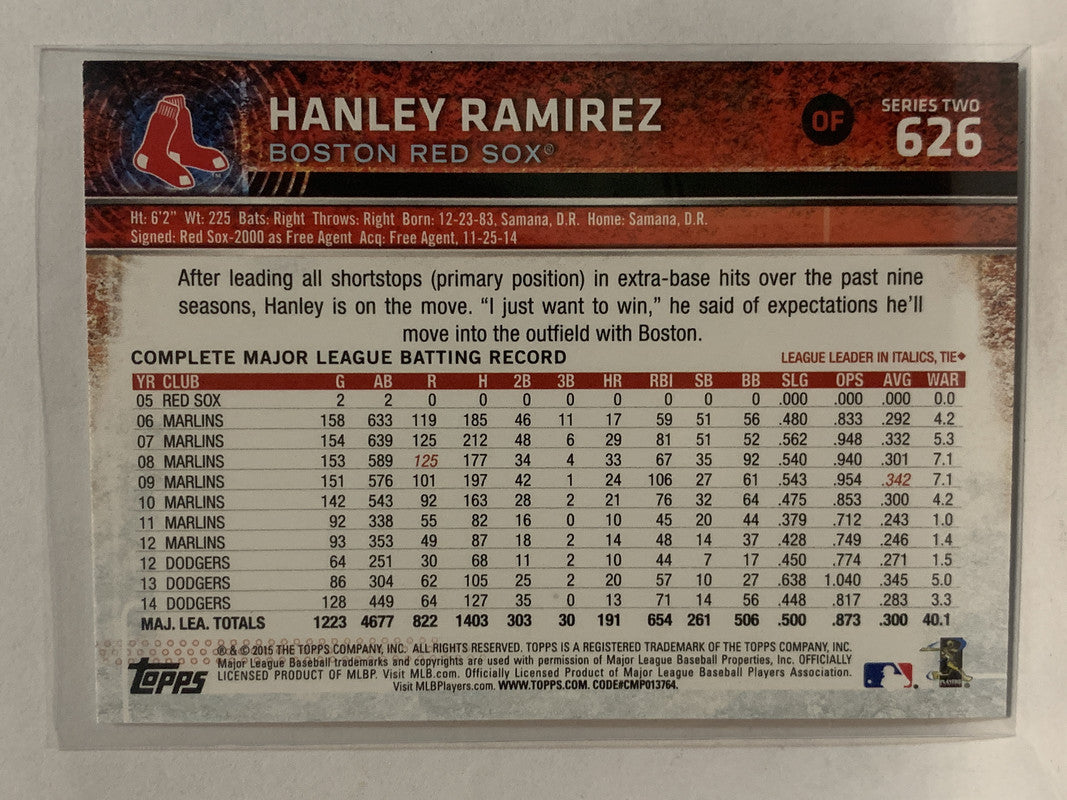 HANLEY RAMIREZ
BOSTON RED SOX®
OF
SERIES TWO
626
Ht: 6'2" Wt: 225 Bats: Right Throws: Right Born: 12-23-83, Samana, D.R. Home: Samana, D.R.
Signed: Red Sox-2000 as Free Agent Acq: Free Agent, 11-25-14
After leading all shortstops (primary position) in extra-base hits over the past nine
seasons, Hanley is on the move. “I just want to win,” he said of expectations he’ll
move into the outfield with Boston.
COMPLETE MAJOR LEAGUE BATTING RECORD LEAGUE LEADER IN ITALICS, TIE◆
YR CLUB G AB R H 2B 3B HR RBI SB BB SLG OPS AVG WAR
05 RED SOX 2 2 0 0 0 0 0 0 0 0 .000 .000 .000 0.0
06 MARLINS 158 633 119 185 46 11 17 59 51 56 .480 .833 .292 4.2
07 MARLINS 154 639 125 212 48 6 29 81 51 52 .562 .948 .332 5.3
08 MARLINS 153 589 125 177 34 4 33 67 35 92 .540 .940 .301 7.1
09 MARLINS 151 576 101 197 42 1 24 106 27 61 .543 .954 .342 7.1
10 MARLINS 142 543 92 163 28 2 21 76 32 64 .475 .853 .300 4.2
11 MARLINS 92 338 55 82 16 0 10 45 20 44 .379 .712 .243 1.0
12 MARLINS 93 353 49 87 18 2 14 48 14 37 .428 .749 .246 1.4
12 DODGERS 64 251 30 68 11 2 10 44 7 17 .450 .774 .271 1.5
13 DODGERS 86 304 62 105 25 2 20 57 10 27 .638 1.040 .345 5.0
14 DODGERS 128 449 64 127 35 0 13 71 14 56 .448 .817 .283 3.3
MAJ. LEA. TOTALS 1223 4677 822 1403 303 30 191 654 261 506 .500 .873 .300 40.1
® & © 2015 THE TOPPS COMPANY, INC. ALL RIGHTS RESERVED. TOPPS IS A REGISTERED TRADEMARK OF THE TOPPS COMPANY, INC.
Major League Baseball trademarks and copyrights are used with permission of Major League Baseball Properties, Inc. OFFICIALLY
LICENSED PRODUCT OF MLBP. Visit MLB.com. Officially Licensed Product of Major League Baseball Players Association.
Visit MLBPlayers.com. WWW.TOPPS.COM. CODE#CMP013764.
Topps